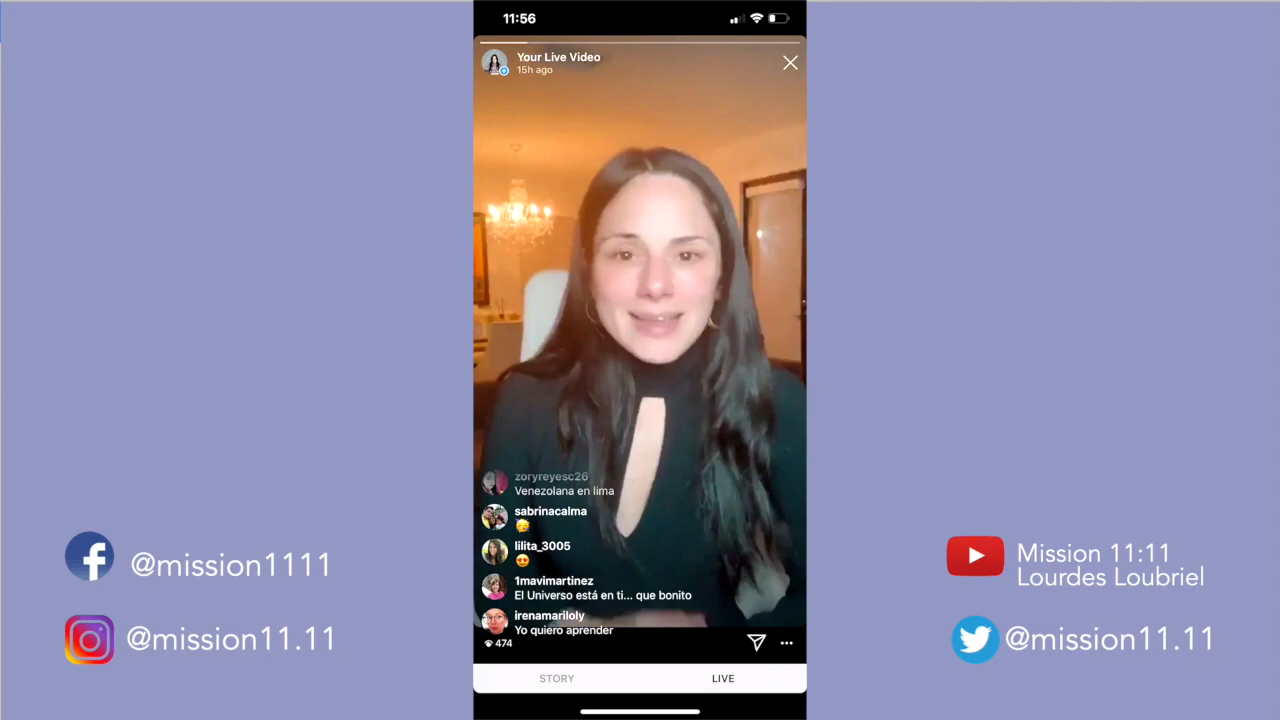 11:56
Your Live Video
15h ago
zoryreyesc26
Venezolana en lima
sabrinacalma
lilita_3005
1mavimartinez
El Universo está en ti... que bonito
irenamariloly
Yo quiero aprender
474
STORY LIVE
@mission1111
@mission11.11
Mission 11:11
Lourdes Loubriel
@mission11.11